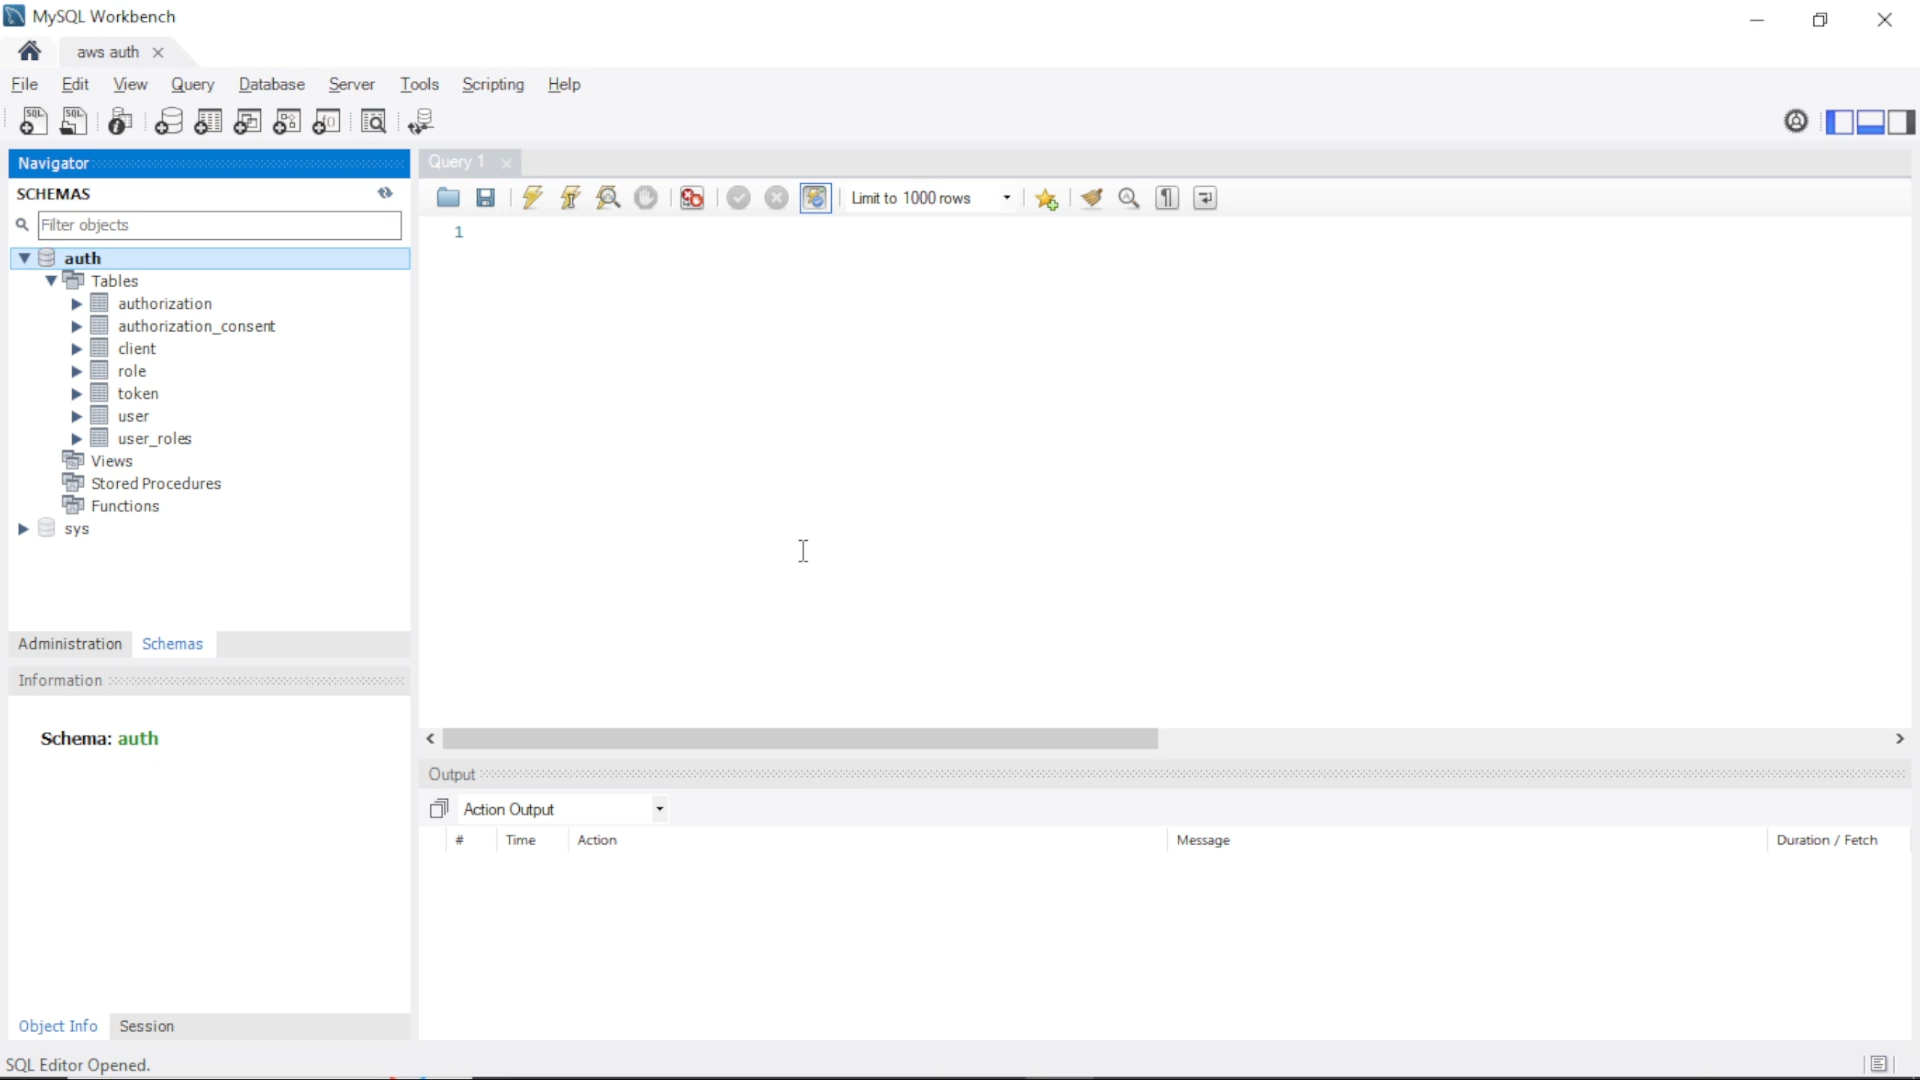 MySQL Workbench
aws auth
File Edit View Query Database Server Tools Scripting Help
Navigator
SCHEMAS
Filter objects
auth
Tables
authorization
authorization_consent
client
role
token
user
user_roles
Views
Stored Procedures
Functions
sys
Administration Schemas
Information
Schema: auth
Object Info Session
Query 1
Limit to 1000 rows
1
Output
Action Output
# Time Action Message Duration / Fetch
SQL Editor Opened.